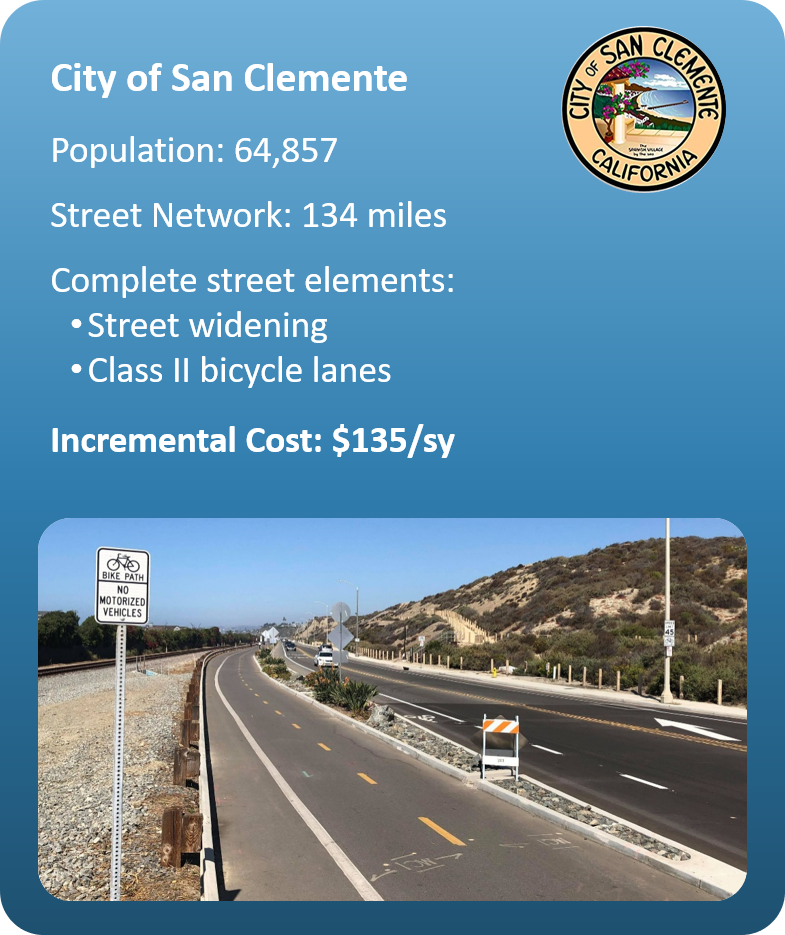 City of San Clemente
CITY OF SAN CLEMENTE
CALIFORNIA
The
SPANISH VILLAGE
by The Sea
Population: 64,857
Street Network: 134 miles
Complete street elements:
• Street widening
• Class II bicycle lanes
Incremental Cost: $135/sy
BIKE PATH
NO
MOTORIZED
VEHICLES
45